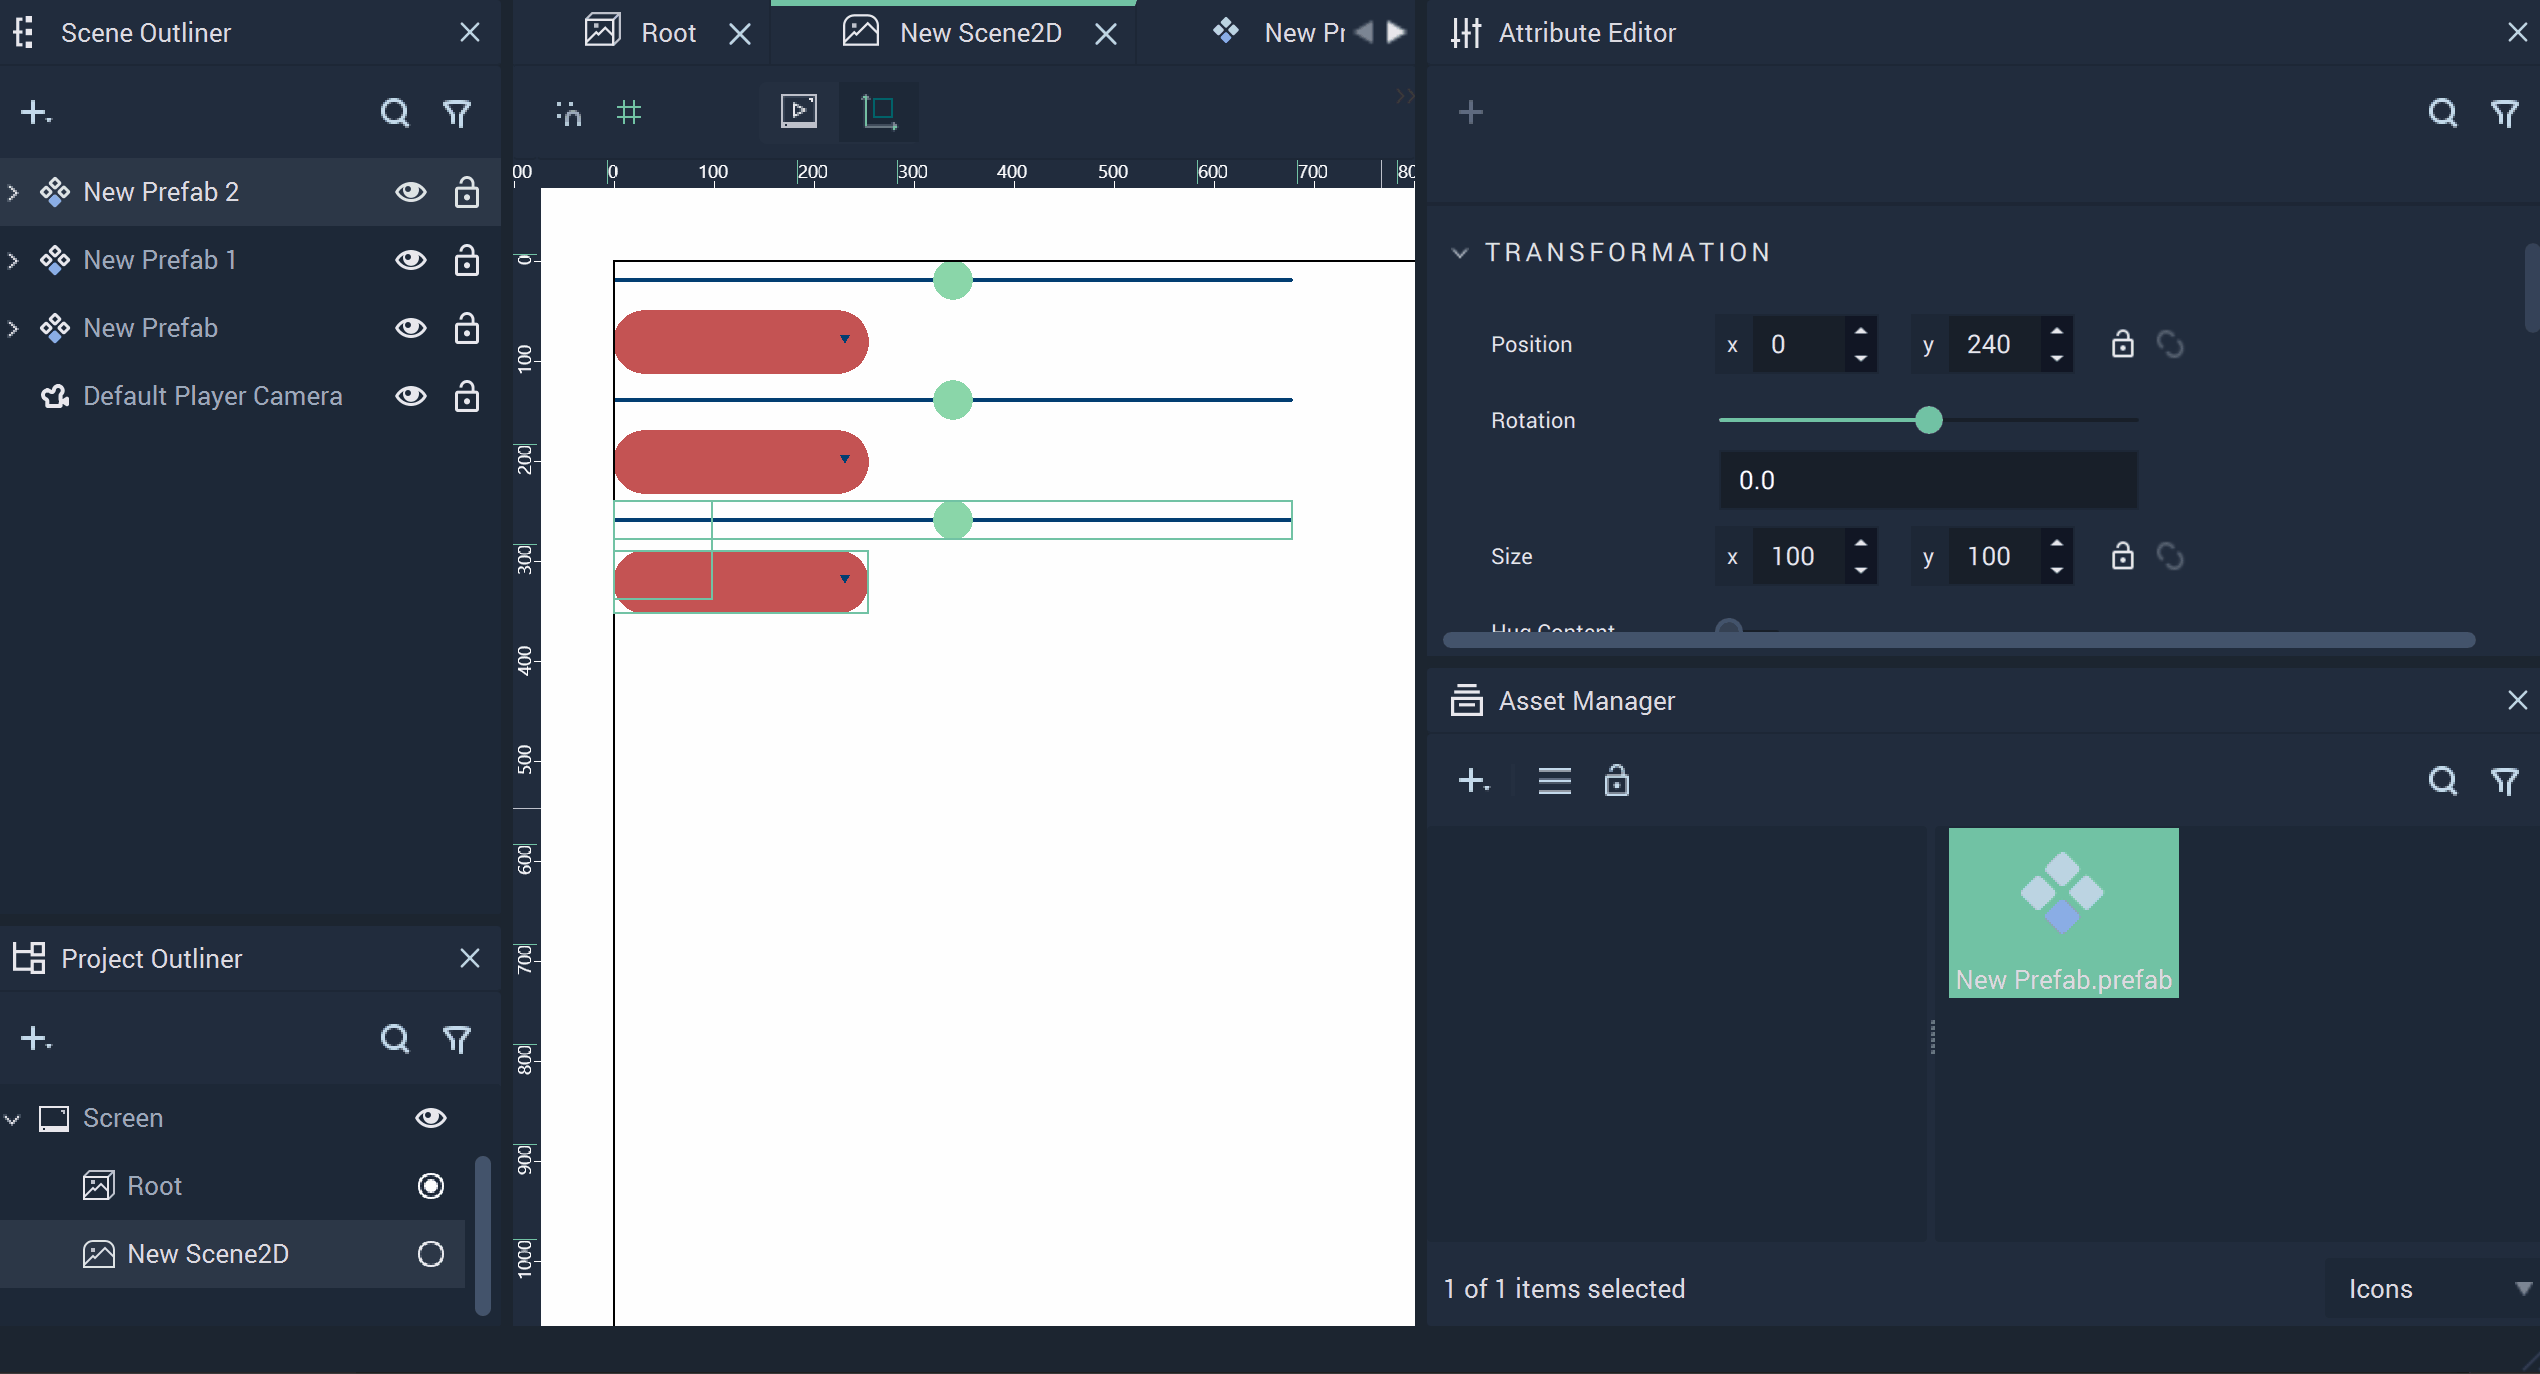 Scene Outliner
New Prefab 2
New Prefab 1
New Prefab
Default Player Camera
Project Outliner
Screen
Root
New Scene2D
Root
New Scene2D
New Pr
00 0 100 200 300 400 500 600 700 80
0
100
200
300
400
500
600
700
800
900
1000
Attribute Editor
TRANSFORMATION
Position x 0 y 240
Rotation
0.0
Size x 100 y 100
Hug Content
Asset Manager
New Prefab.prefab
1 of 1 items selected
Icons